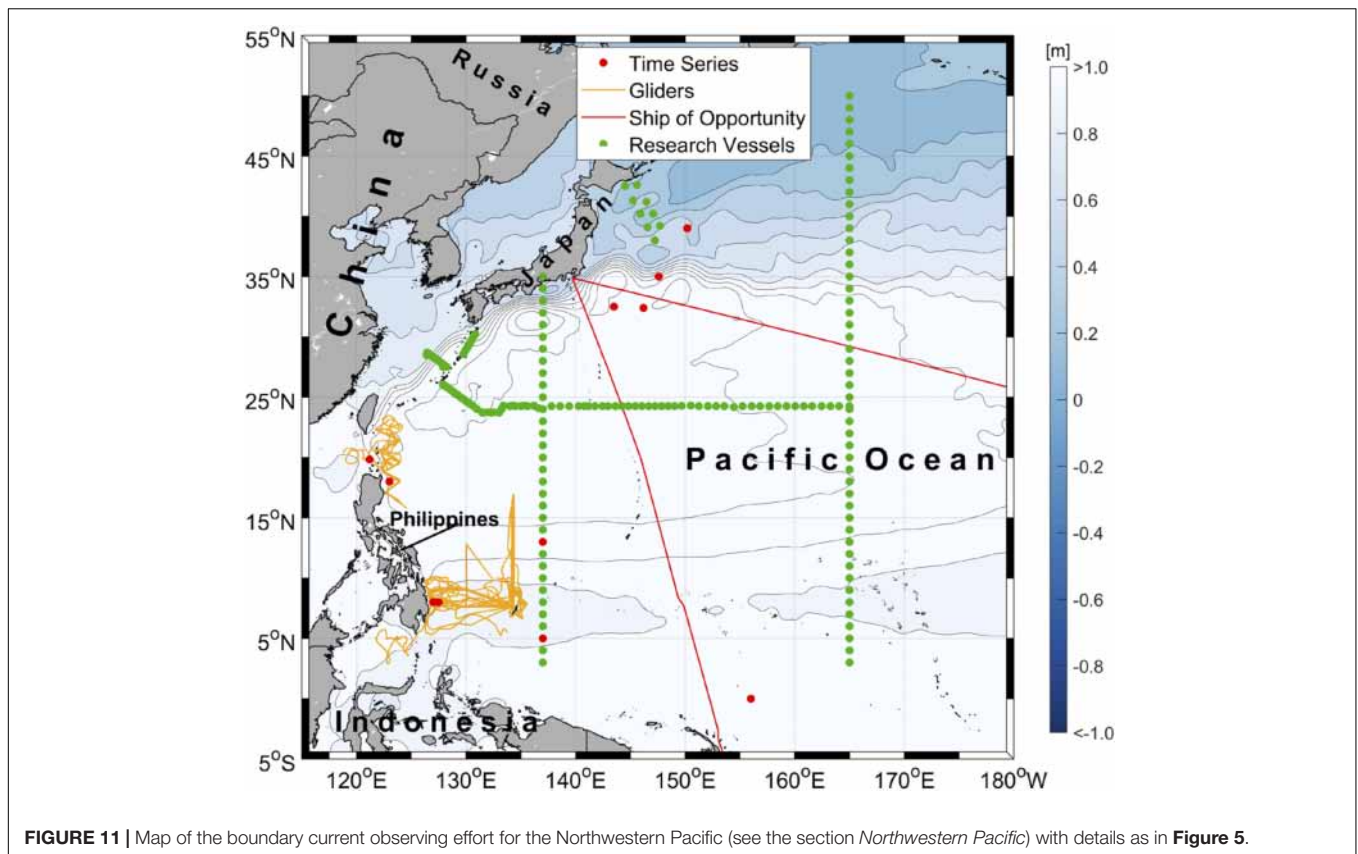 55°N
45°N
35°N
25°N
15°N
5°N
5°S
120°E
130°E
140°E
150°E
160°E
170°E
180°W
Time Series
Gliders
Ship of Opportunity
Research Vessels
Russia
China
Japan
Pacific Ocean
Philippines
Indonesia
[m]
>1.0
0.8
0.6
0.4
0.2
0
-0.2
-0.4
-0.6
-0.8
<-1.0
FIGURE 11 | Map of the boundary current observing effort for the Northwestern Pacific (see the section Northwestern Pacific) with details as in Figure 5.